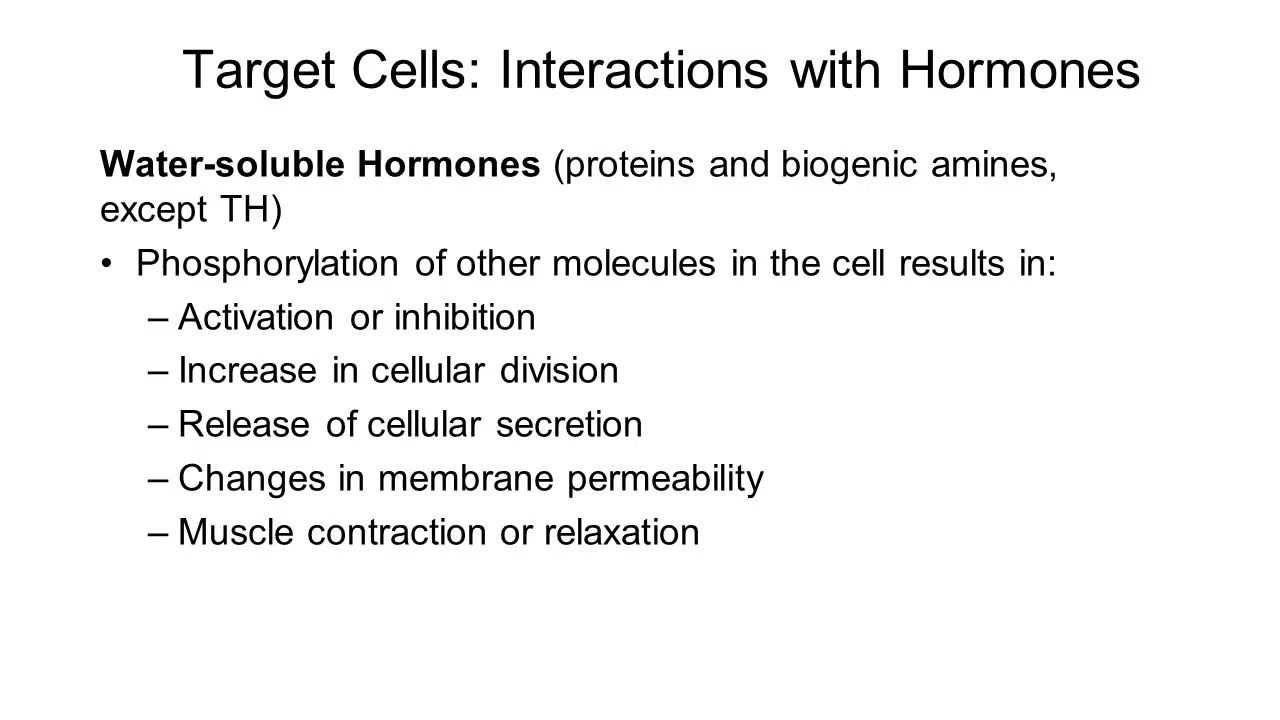 Target Cells: Interactions with Hormones
Water-soluble Hormones (proteins and biogenic amines,
except TH)
• Phosphorylation of other molecules in the cell results in:
– Activation or inhibition
– Increase in cellular division
– Release of cellular secretion
– Changes in membrane permeability
– Muscle contraction or relaxation